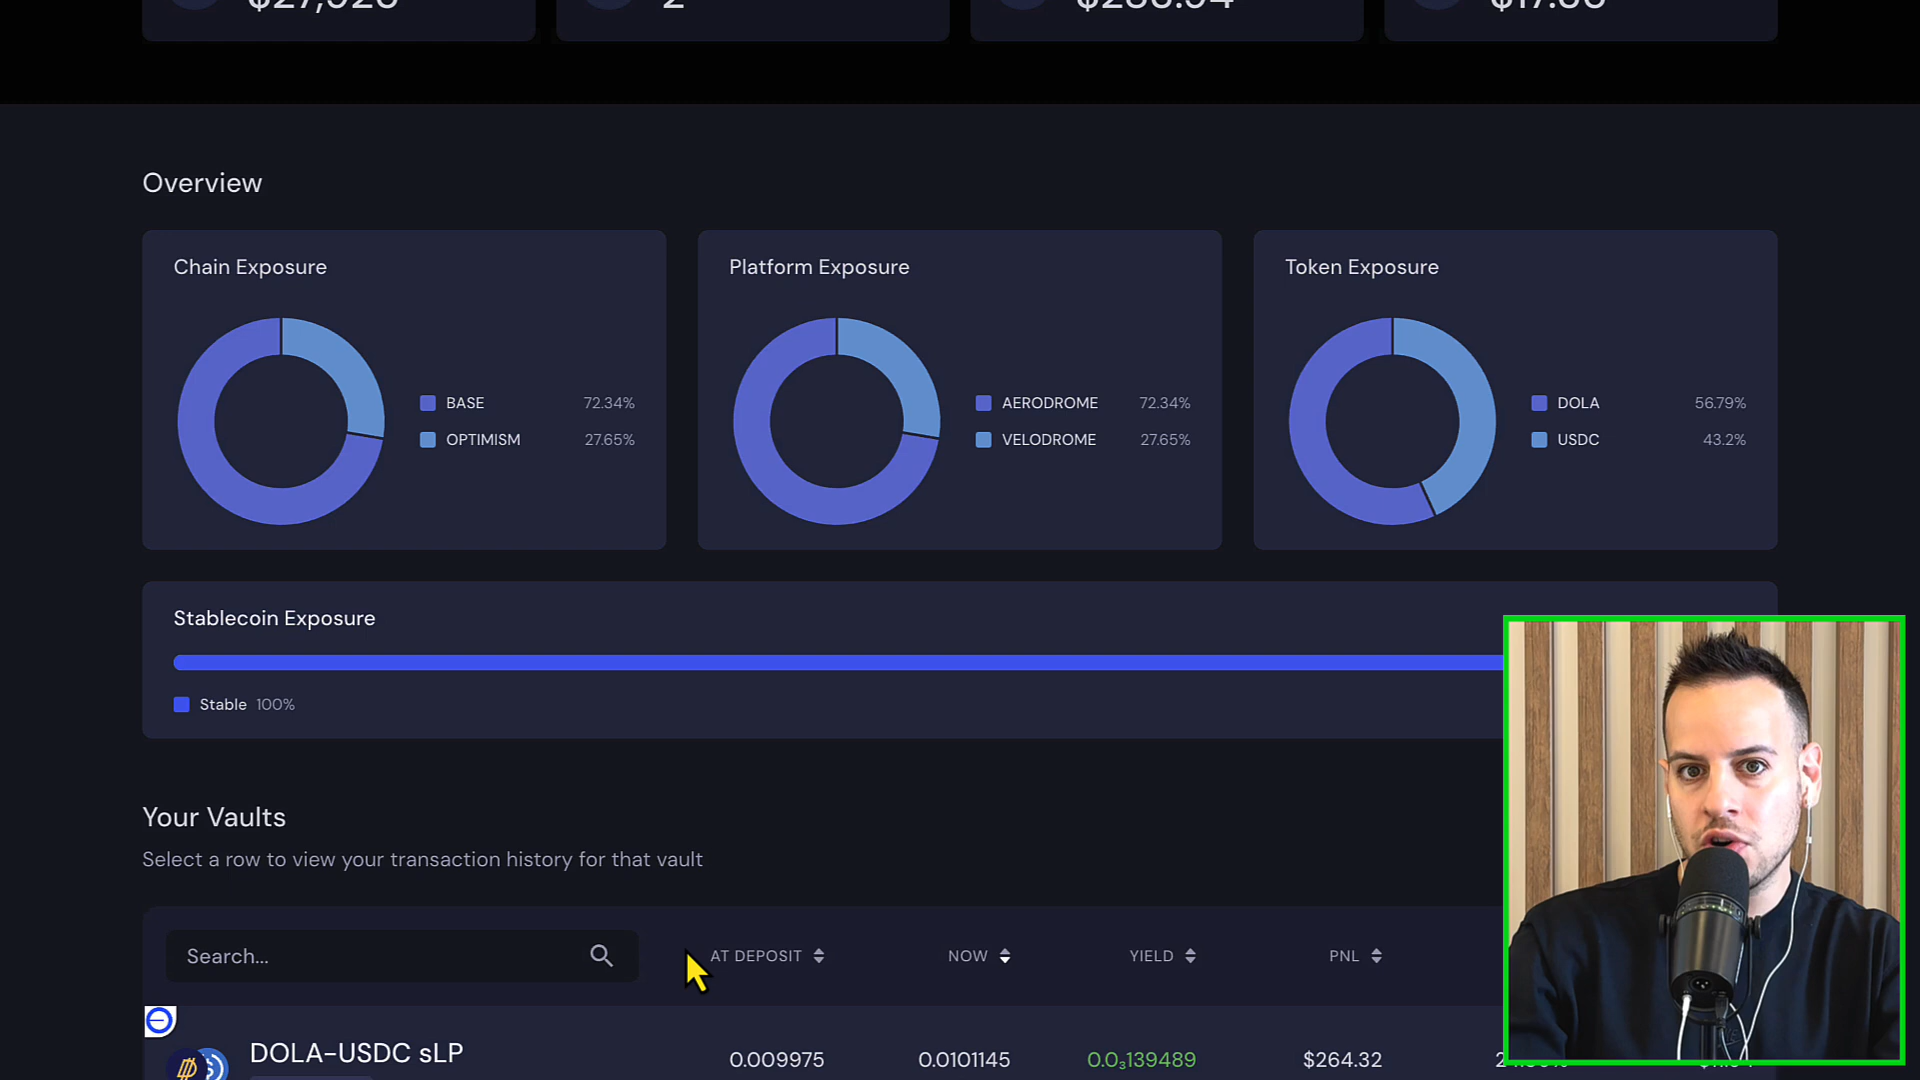 Overview
Chain Exposure
BASE 72.34%
OPTIMISM 27.65%
Platform Exposure
AERODROME 72.34%
VELODROME 27.65%
Token Exposure
DOLA 56.79%
USDC 43.2%
Stablecoin Exposure
Stable 100%
Your Vaults
Select a row to view your transaction history for that vault
Search... AT DEPOSIT NOW YIELD PNL
DOLA-USDC sLP 0.009975 0.0101145 0.0₃139489 $264.32